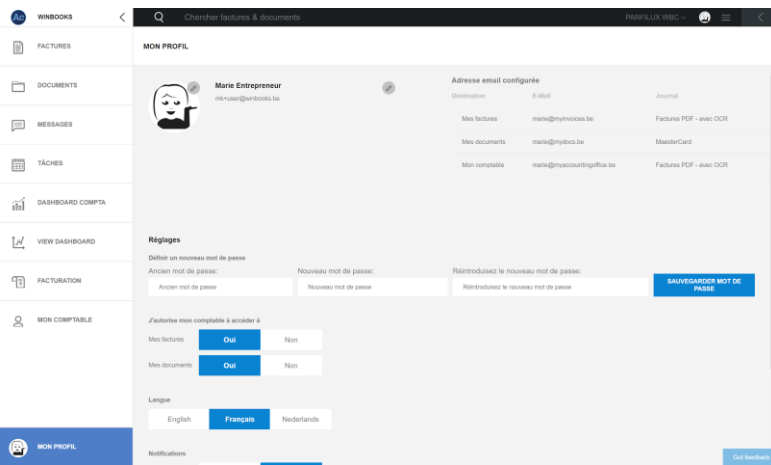 Ac WINBOOKS
Chercher factures & documents
PARFILUX WBC
FACTURES
MON PROFIL
DOCUMENTS
MESSAGES
TÂCHES
DASHBOARD COMPTA
VIEW DASHBOARD
FACTURATION
MON COMPTABLE
MON PROFIL
Marie Entrepreneur
mk+user@winbooks.be
Adresse email configurée
Destination E-Mail Journal
Mes factures marie@myinvoices.be Factures PDF - avec OCR
Mes documents marie@mydocs.be MaesterCard
Mon comptable marie@myaccountingoffice.be Factures PDF - avec OCR
Réglages
Définir un nouveau mot de passe
Ancien mot de passe: Nouveau mot de passe: Réintroduisez le nouveau mot de passe:
Ancien mot de passe Nouveau mot de passe Réintroduisez le nouveau mot de passe
SAUVEGARDER MOT DE
PASSE
J'autorise mon comptable à accéder à
Mes factures Oui Non
Mes documents Oui Non
Langue
English Français Nederlands
Notifications
Got feedback